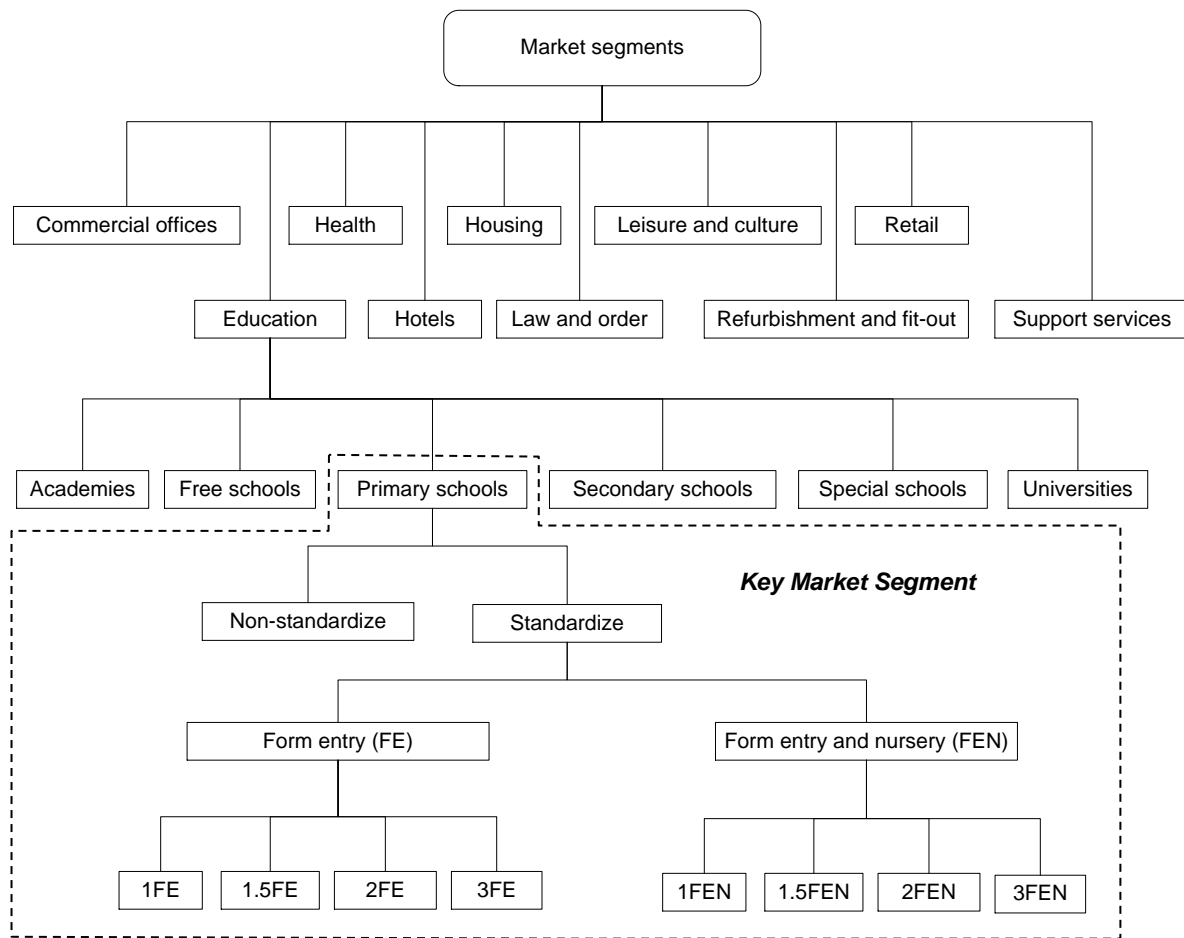 Market segments
Commercial offices
Health
Housing
Leisure and culture
Retail
Education
Hotels
Law and order
Refurbishment and fit-out
Support services
Academies
Free schools
Primary schools
Secondary schools
Special schools
Universities
Key Market Segment
Non-standardize
Standardize
Form entry (FE)
Form entry and nursery (FEN)
1FE
1.5FE
2FE
3FE
1FEN
1.5FEN
2FEN
3FEN